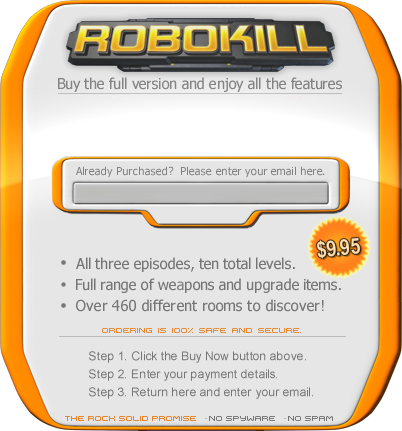 ROBOKILL
Buy the full version and enjoy all the features
Already Purchased? Please enter your email here.
$9.95
• All three episodes, ten total levels.
• Full range of weapons and upgrade items.
• Over 460 different rooms to discover!
ORDERING IS 100% SAFE AND SECURE.
Step 1. Click the Buy Now button above.
Step 2. Enter your payment details.
Step 3. Return here and enter your email.
THE ROCK SOLID PROMISE -NO SPYWARE -NO SPAM